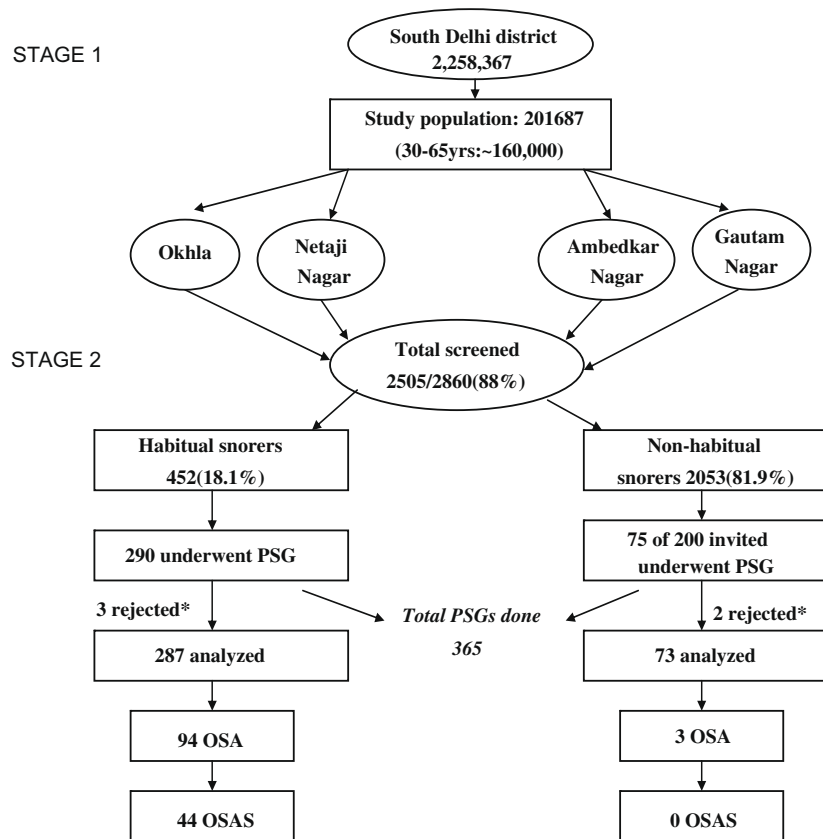 STAGE 1
South Delhi district
2,258,367
Study population: 201687
(30-65yrs:~160,000)
Okhla
Netaji
Nagar
Ambedkar
Nagar
Gautam
Nagar
STAGE 2
Total screened
2505/2860(88%)
Habitual snorers
452(18.1%)
Non-habitual
snorers 2053(81.9%)
290 underwent PSG
75 of 200 invited
underwent PSG
3 rejected*
Total PSGs done
365
2 rejected*
287 analyzed
73 analyzed
94 OSA
3 OSA
44 OSAS
0 OSAS